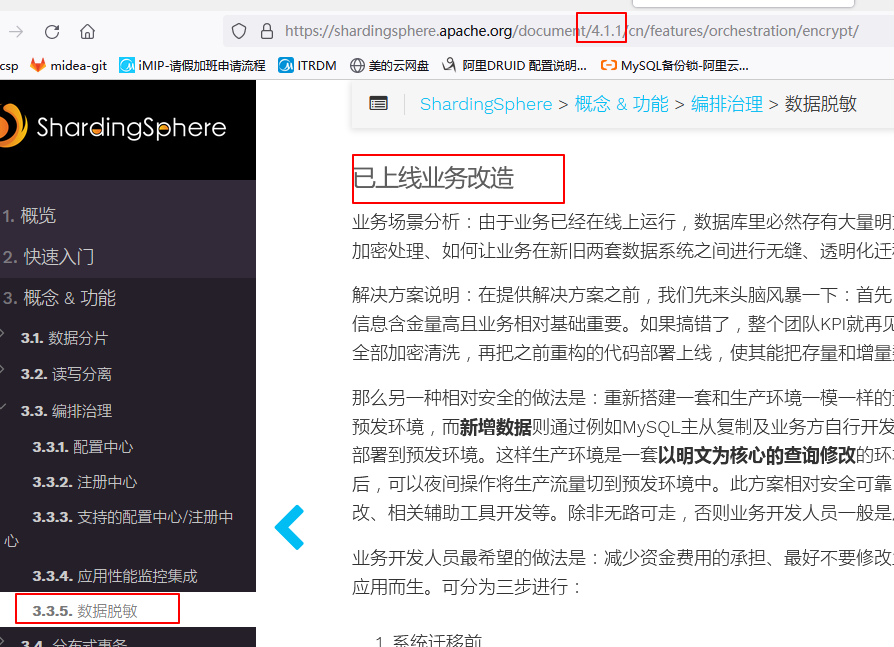 https://shardingsphere.apache.org/document/4.1.1/cn/features/orchestration/encrypt/
csp midea-git iMIP-请假加班申请流程 ITRDM 美的云网盘 阿里DRUID 配置说明... MySQL备份锁-阿里云...
ShardingSphere
ShardingSphere > 概念 & 功能 > 编排治理 > 数据脱敏
1. 概览
2. 快速入门
3. 概念 & 功能
3.1. 数据分片
3.2. 读写分离
3.3. 编排治理
3.3.1. 配置中心
3.3.2. 注册中心
3.3.3. 支持的配置中心/注册中
心
3.3.4. 应用性能监控集成
3.3.5. 数据脱敏
3.4. 分布式事务
已上线业务改造
业务场景分析：由于业务已经在线上运行，数据库里必然存有大量明
加密处理、如何让业务在新旧两套数据系统之间进行无缝、透明化迁
解决方案说明：在提供解决方案之前，我们先来头脑风暴一下：首先
信息含金量高且业务相对基础重要。如果搞错了，整个团队KPI就再见
全部加密清洗，再把之前重构的代码部署上线，使其能把存量和增量
那么另一种相对安全的做法是：重新搭建一套和生产环境一模一样的
预发环境，而新增数据则通过例如MySQL主从复制及业务方自行开发
部署到预发环境。这样生产环境是一套以明文为核心的查询修改的环
后，可以夜间操作将生产流量切到预发环境中。此方案相对安全可靠
改、相关辅助工具开发等。除非无路可走，否则业务开发人员一般是
业务开发人员最希望的做法是：减少资金费用的承担、最好不要修改
应用而生。可分为三步进行：
1. 系统迁移前